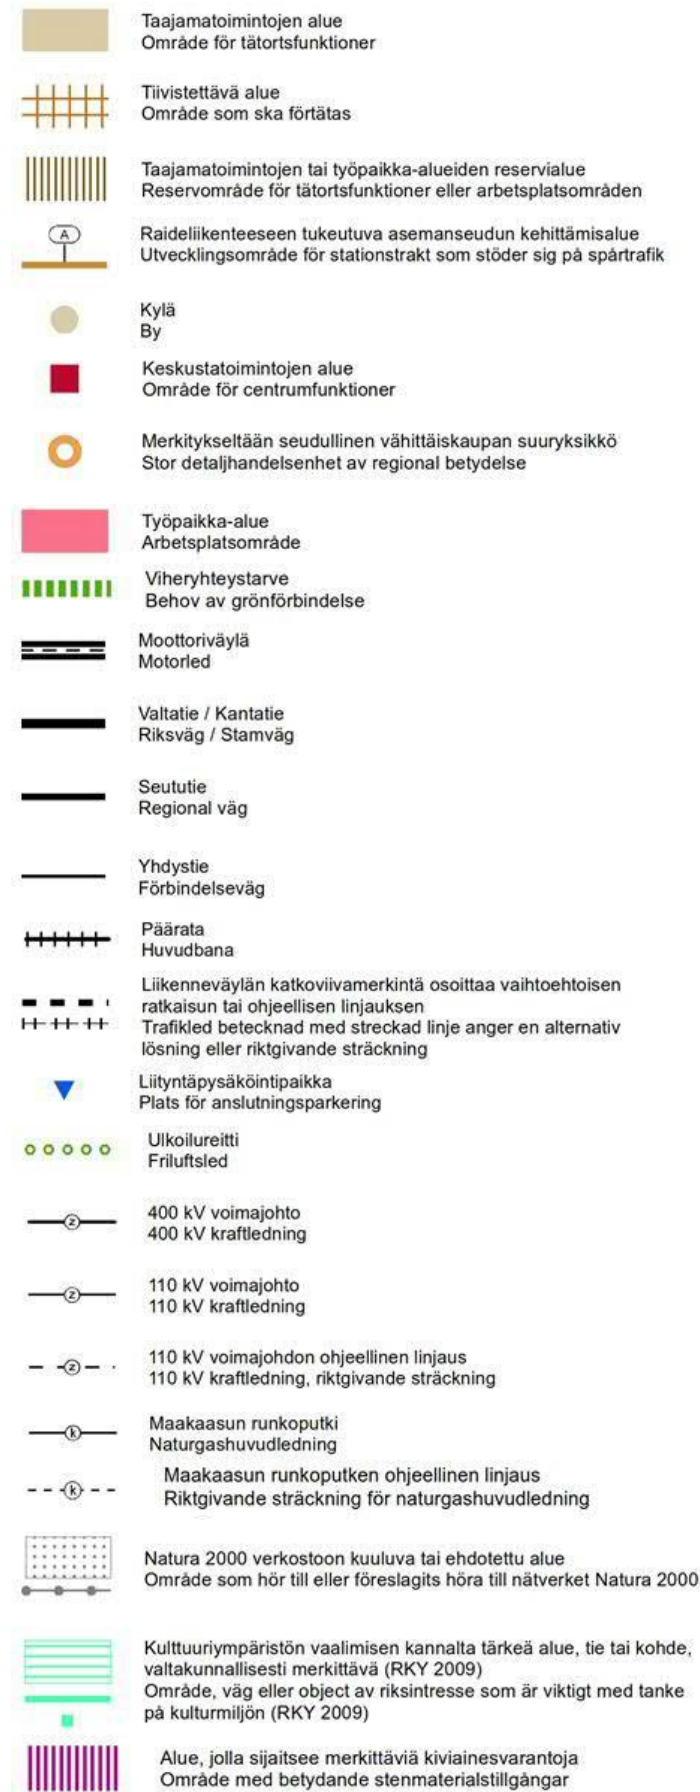 Taajamatoimintojen alue
Område för tätortsfunktioner
Tiivistettävä alue
Område som ska förtätas
Taajamatoimintojen tai työpaikka-alueiden reservialue
Reservområde för tätortsfunktioner eller arbetsplatsområden
A
Raideliikenteeseen tukeutuva asemanseudun kehittämisalue
Utvecklingsområde för stationstrakt som stöder sig på spårtrafik
Kylä
By
Keskustatoimintojen alue
Område för centrumfunktioner
Merkitykseltään seudullinen vähittäiskaupan suuryksikkö
Stor detaljhandelsenhet av regional betydelse
Työpaikka-alue
Arbetsplatsområde
Viheryhteystarve
Behov av grönförbindelse
Moottoriväylä
Motorled
Valtatie / Kantatie
Riksväg / Stamväg
Seututie
Regional väg
Yhdystie
Förbindelseväg
Päärata
Huvudbana
Liikenneväylän katkoviivamerkintä osoittaa vaihtoehtoisen
ratkaisun tai ohjeellisen linjauksen
Trafikled betecknad med streckad linje anger en alternativ
lösning eller riktgivande sträckning
Liityntäpysäköintipaikka
Plats för anslutningsparkering
Ulkoilureitti
Friluftsled
z
400 kV voimajohto
400 kV kraftledning
z
110 kV voimajohto
110 kV kraftledning
z
110 kV voimajohdon ohjeellinen linjaus
110 kV kraftledning, riktgivande sträckning
k
Maakaasun runkoputki
Naturgashuvudledning
k
Maakaasun runkoputken ohjeellinen linjaus
Riktgivande sträckning för naturgashuvudledning
Natura 2000 verkostoon kuuluva tai ehdotettu alue
Område som hör till eller föreslagits höra till nätverket Natura 2000
Kulttuuriympäristön vaalimisen kannalta tärkeä alue, tie tai kohde,
valtakunnallisesti merkittävä (RKY 2009)
Område, väg eller object av riksintresse som är viktigt med tanke
på kulturmiljön (RKY 2009)
Alue, jolla sijaitsee merkittäviä kiviainesvarantoja
Område med betydande stenmaterialstillgångar